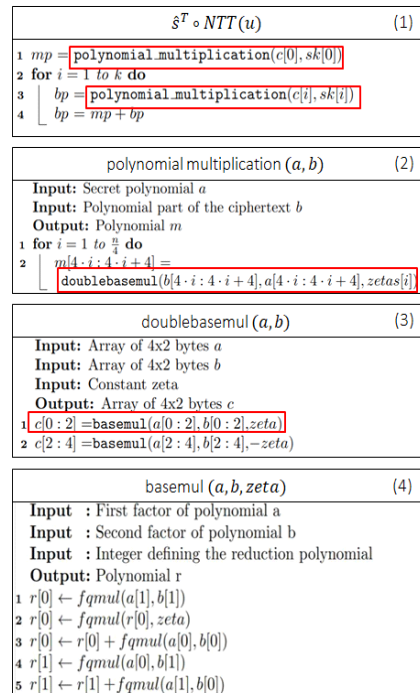 ŝᵀ ∘ NTT(u) (1)
1 mp = polynomial_multiplication(c[0], sk[0])
2 for i = 1 to k do
3 bp = polynomial_multiplication(c[i], sk[i])
4 bp = mp + bp
polynomial multiplication (a, b) (2)
Input: Secret polynomial a
Input: Polynomial part of the ciphertext b
Output: Polynomial m
1 for i = 1 to n/4 do
2 m[4 · i : 4 · i + 4] =
doublebasemul(b[4 · i : 4 · i + 4], a[4 · i : 4 · i + 4], zetas[i])
doublebasemul (a, b) (3)
Input: Array of 4x2 bytes a
Input: Array of 4x2 bytes b
Input: Constant zeta
Output: Array of 4x2 bytes c
1 c[0 : 2] =basemul(a[0 : 2], b[0 : 2],zeta)
2 c[2 : 4] =basemul(a[2 : 4], b[2 : 4],−zeta)
basemul (a, b, zeta) (4)
Input : First factor of polynomial a
Input : Second factor of polynomial b
Input : Integer defining the reduction polynomial
Output: Polynomial r
1 r[0] ← fqmul(a[1], b[1])
2 r[0] ← fqmul(r[0], zeta)
3 r[0] ← r[0] + fqmul(a[0], b[0])
4 r[1] ← fqmul(a[0], b[1])
5 r[1] ← r[1] + fqmul(a[1], b[0])